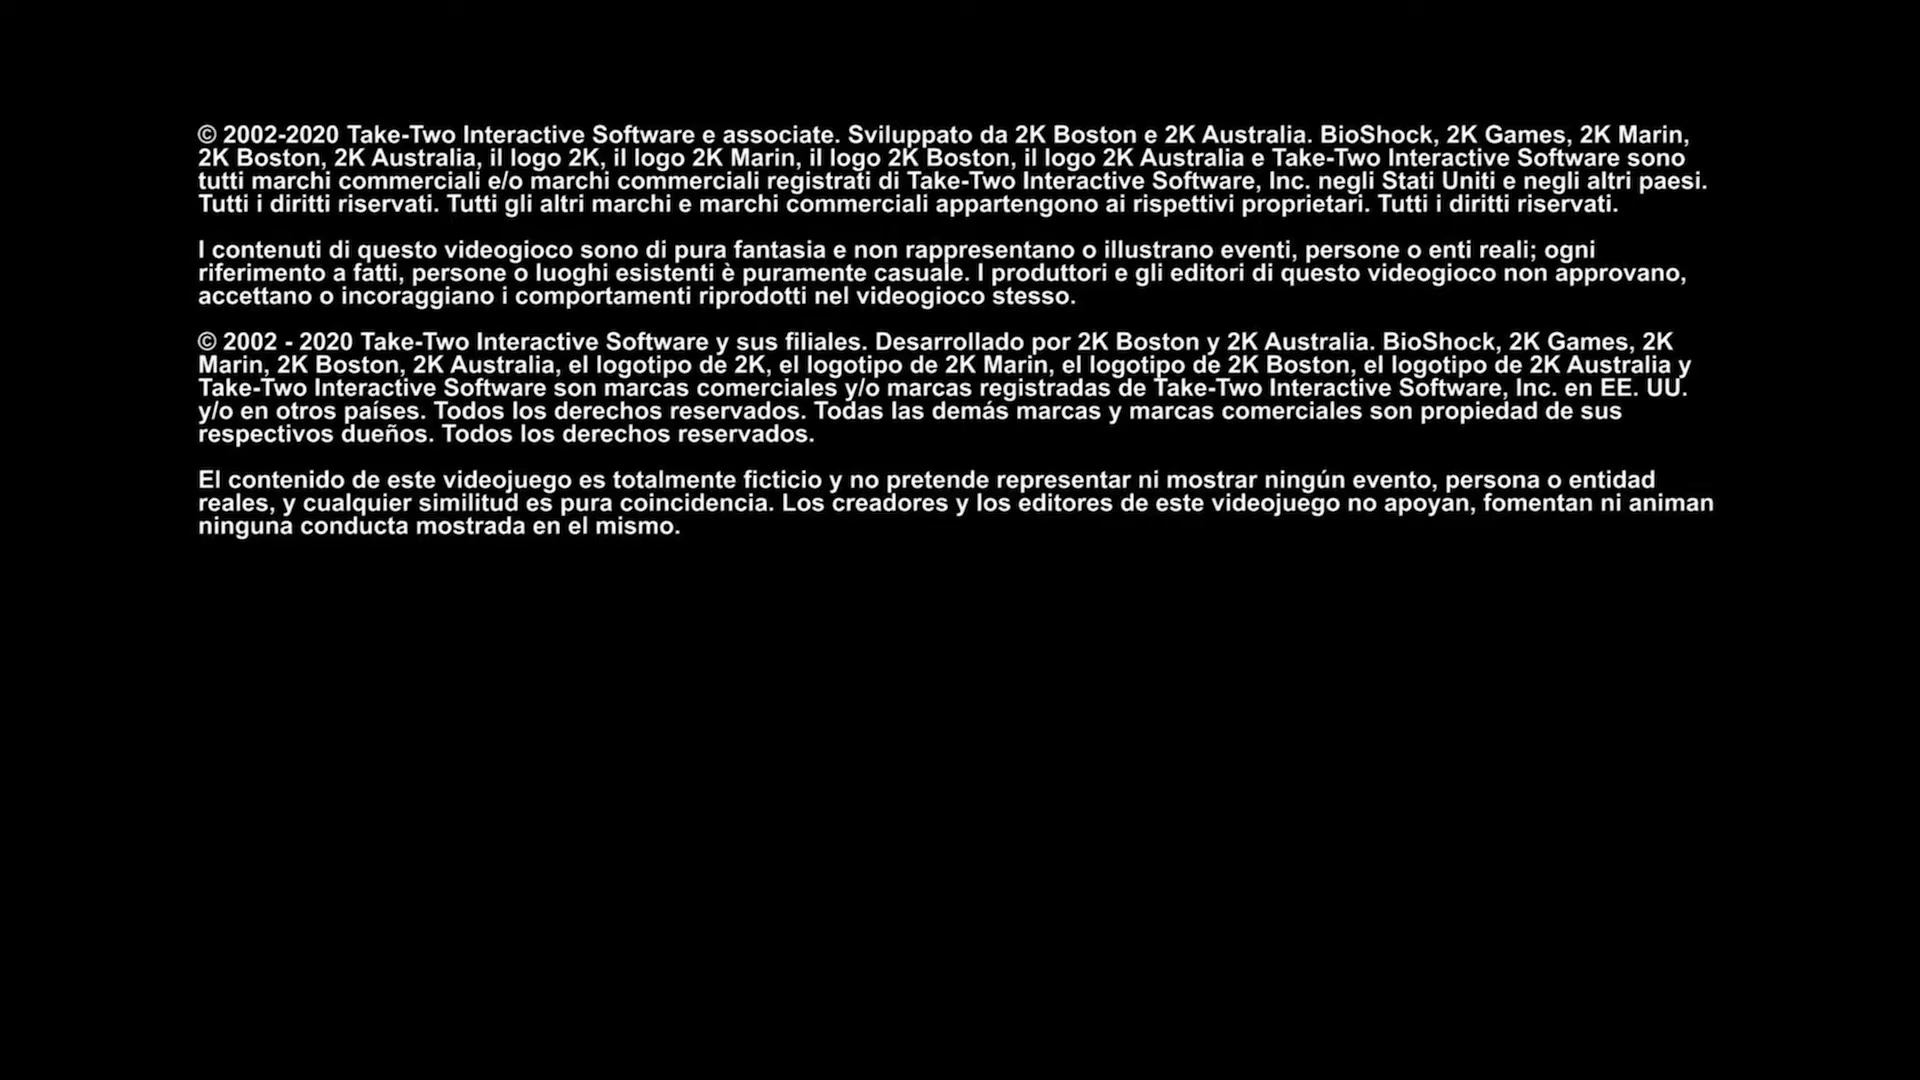 © 2002-2020 Take-Two Interactive Software e associate. Sviluppato da 2K Boston e 2K Australia. BioShock, 2K Games, 2K Marin,
2K Boston, 2K Australia, il logo 2K, il logo 2K Marin, il logo 2K Boston, il logo 2K Australia e Take-Two Interactive Software sono
tutti marchi commerciali e/o marchi commerciali registrati di Take-Two Interactive Software, Inc. negli Stati Uniti e negli altri paesi.
Tutti i diritti riservati. Tutti gli altri marchi e marchi commerciali appartengono ai rispettivi proprietari. Tutti i diritti riservati.
I contenuti di questo videogioco sono di pura fantasia e non rappresentano o illustrano eventi, persone o enti reali; ogni
riferimento a fatti, persone o luoghi esistenti è puramente casuale. I produttori e gli editori di questo videogioco non approvano,
accettano o incoraggiano i comportamenti riprodotti nel videogioco stesso.
© 2002 - 2020 Take-Two Interactive Software y sus filiales. Desarrollado por 2K Boston y 2K Australia. BioShock, 2K Games, 2K
Marin, 2K Boston, 2K Australia, el logotipo de 2K, el logotipo de 2K Marin, el logotipo de 2K Boston, el logotipo de 2K Australia y
Take-Two Interactive Software son marcas comerciales y/o marcas registradas de Take-Two Interactive Software, Inc. en EE. UU.
y/o en otros países. Todos los derechos reservados. Todas las demás marcas y marcas comerciales son propiedad de sus
respectivos dueños. Todos los derechos reservados.
El contenido de este videojuego es totalmente ficticio y no pretende representar ni mostrar ningún evento, persona o entidad
reales, y cualquier similitud es pura coincidencia. Los creadores y los editores de este videojuego no apoyan, fomentan ni animan
ninguna conducta mostrada en el mismo.